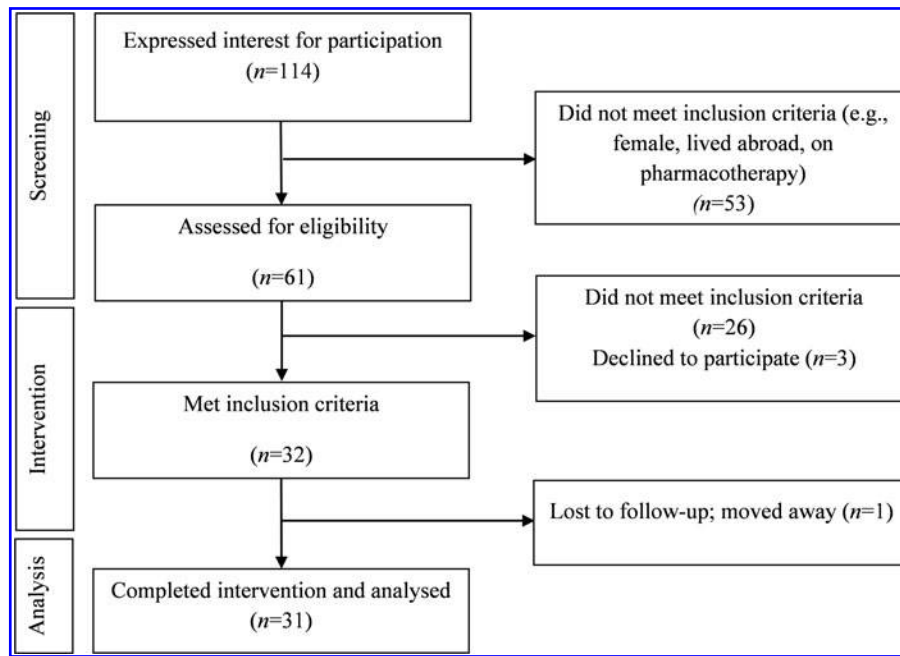 Screening
Expressed interest for participation
(n=114)
Did not meet inclusion criteria (e.g.,
female, lived abroad, on
pharmacotherapy)
(n=53)
Assessed for eligibility
(n=61)
Intervention
Did not meet inclusion criteria
(n=26)
Declined to participate (n=3)
Met inclusion criteria
(n=32)
Lost to follow-up; moved away (n=1)
Analysis
Completed intervention and analysed
(n=31)